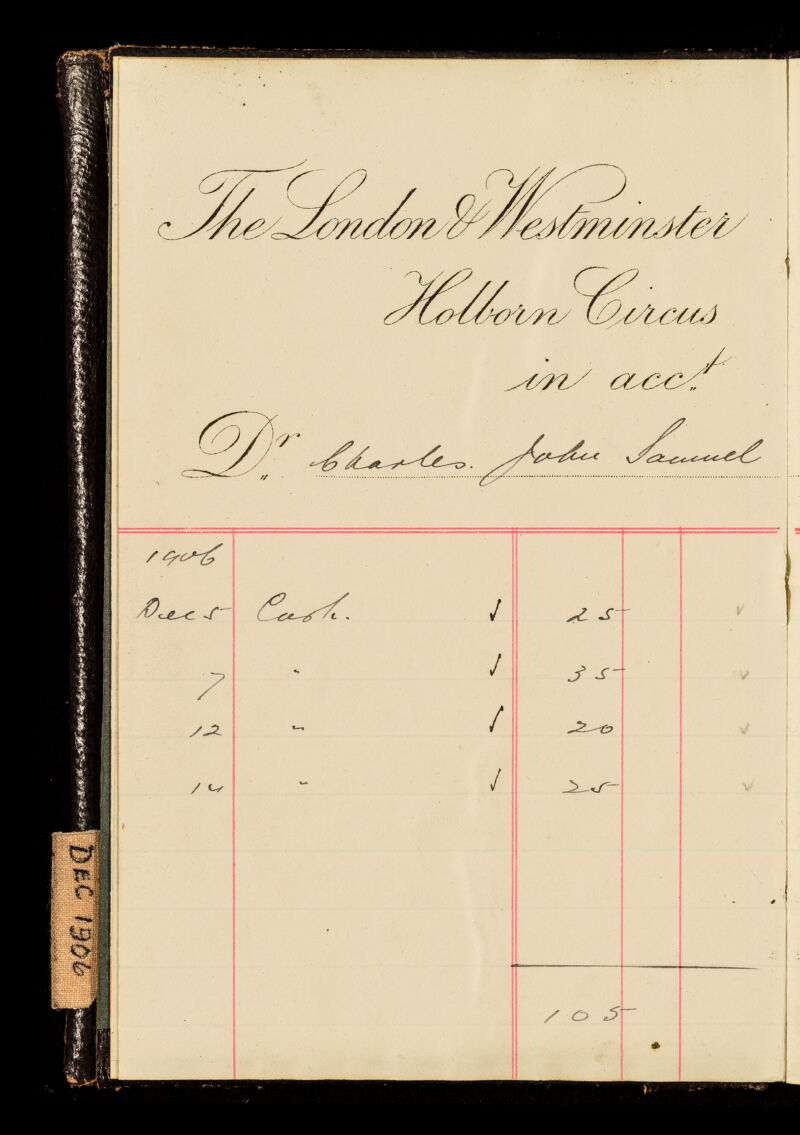 The London & Westminster
Holborn Circus
in acc.t
Dr Charles. John Samuel
1906
Dec 5 Cash. √ 25 v
7 " √ 35 v
12 " √ 20 v
14 " √ 25 v
105
DEC 1906